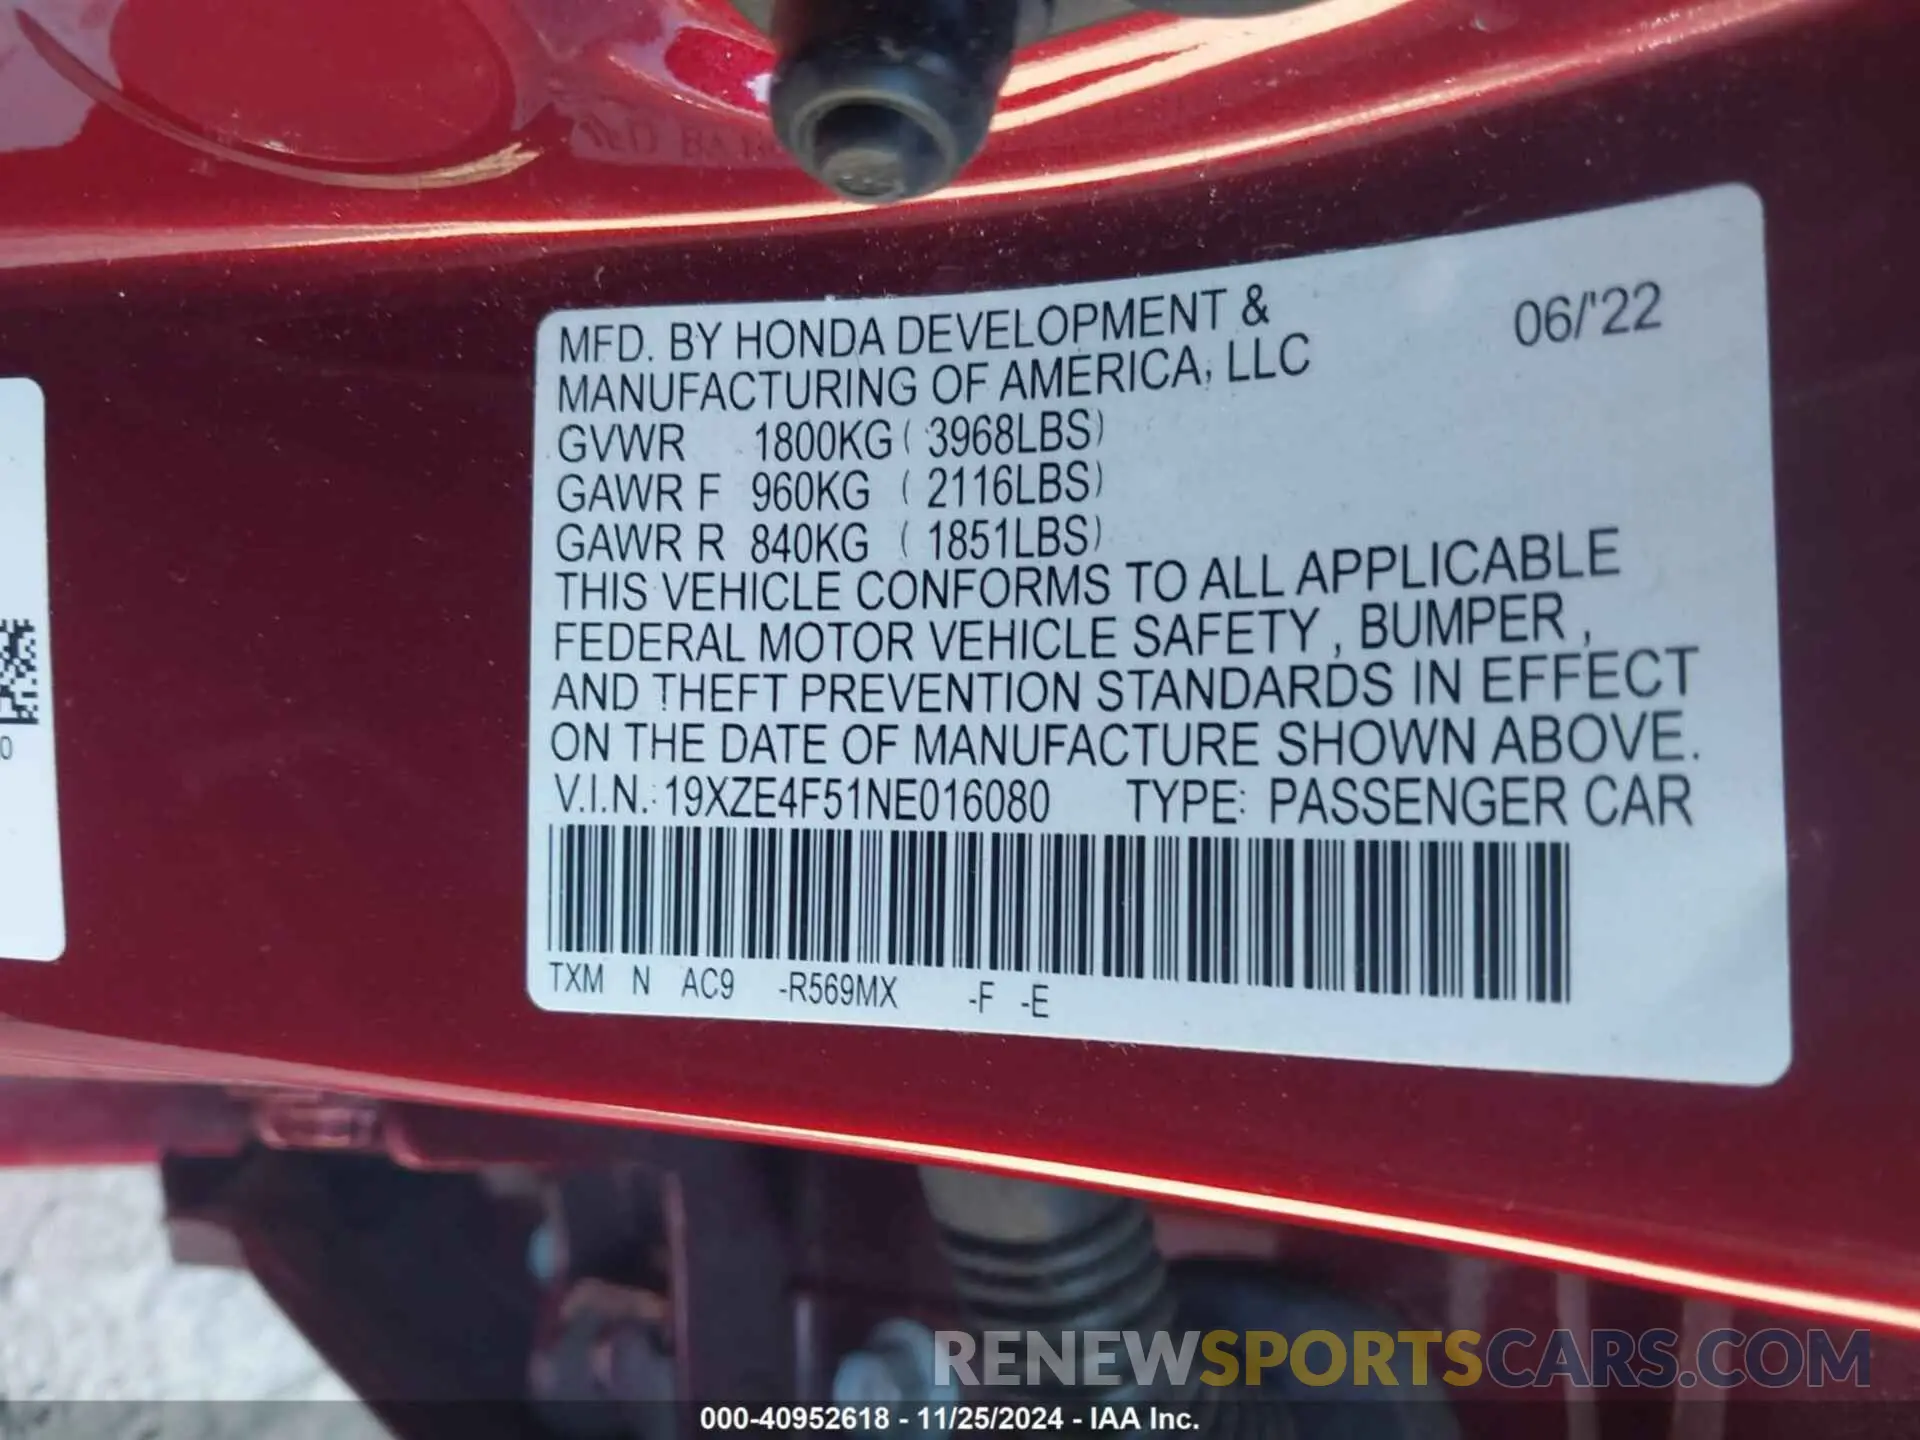 06/'22
MFD. BY HONDA DEVELOPMENT &
MANUFACTURING OF AMERICA, LLC
GVWR 1800KG ( 3968LBS)
GAWR F 960KG ( 2116LBS)
GAWR R 840KG ( 1851LBS)
THIS VEHICLE CONFORMS TO ALL APPLICABLE
FEDERAL MOTOR VEHICLE SAFETY , BUMPER ,
AND THEFT PREVENTION STANDARDS IN EFFECT
ON THE DATE OF MANUFACTURE SHOWN ABOVE.
V.I.N.: 19XZE4F51NE016080 TYPE: PASSENGER CAR
TXM N AC9 -R569MX -F -E
0
RENEWSPORTSCARS.COM
000-40952618 - 11/25/2024 - IAA Inc.